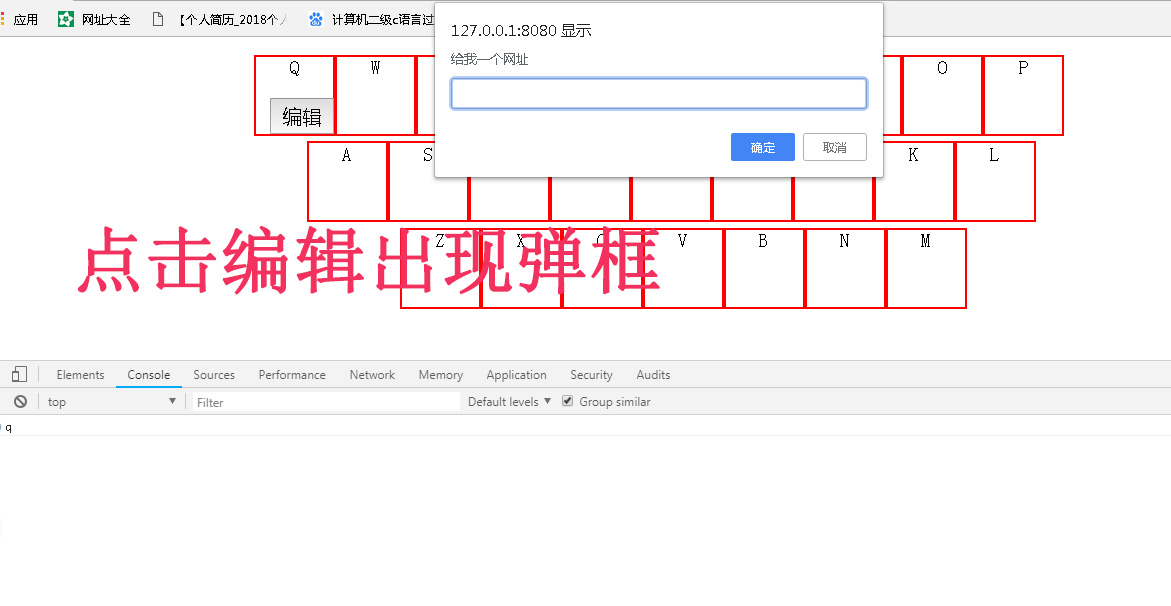 应用 网址大全 【个人简历_2018个人 计算机二级c语言过
127.0.0.1:8080 显示
给我一个网址
确定 取消
Q W O P
编辑
A S K L
Z X C V B N M
点击编辑出现弹框
Elements Console Sources Performance Network Memory Application Security Audits
top Filter Default levels Group similar
q